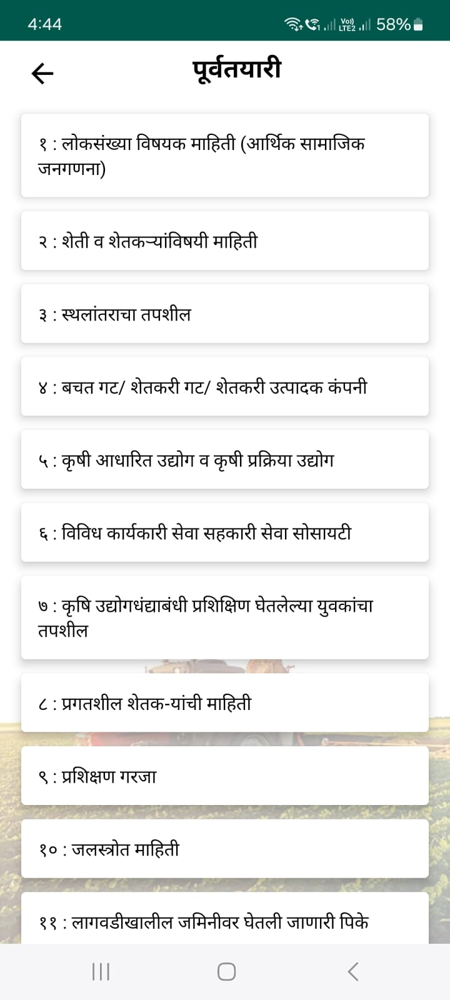 4:44
Vo))
LTE2
58%
पूर्वतयारी
१ : लोकसंख्या विषयक माहिती (आर्थिक सामाजिक
जनगणना)
२ : शेती व शेतकऱ्यांविषयी माहिती
३ : स्थलांतराचा तपशील
४ : बचत गट/ शेतकरी गट/ शेतकरी उत्पादक कंपनी
५ : कृषी आधारित उद्योग व कृषी प्रक्रिया उद्योग
६ : विविध कार्यकारी सेवा सहकारी सेवा सोसायटी
७ : कृषि उद्योगधंद्याबंधी प्रशिक्षिण घेतलेल्या युवकांचा
तपशील
८ : प्रगतशील शेतक-यांची माहिती
९ : प्रशिक्षण गरजा
१० : जलस्त्रोत माहिती
११ : लागवडीखालील जमिनीवर घेतली जाणारी पिके